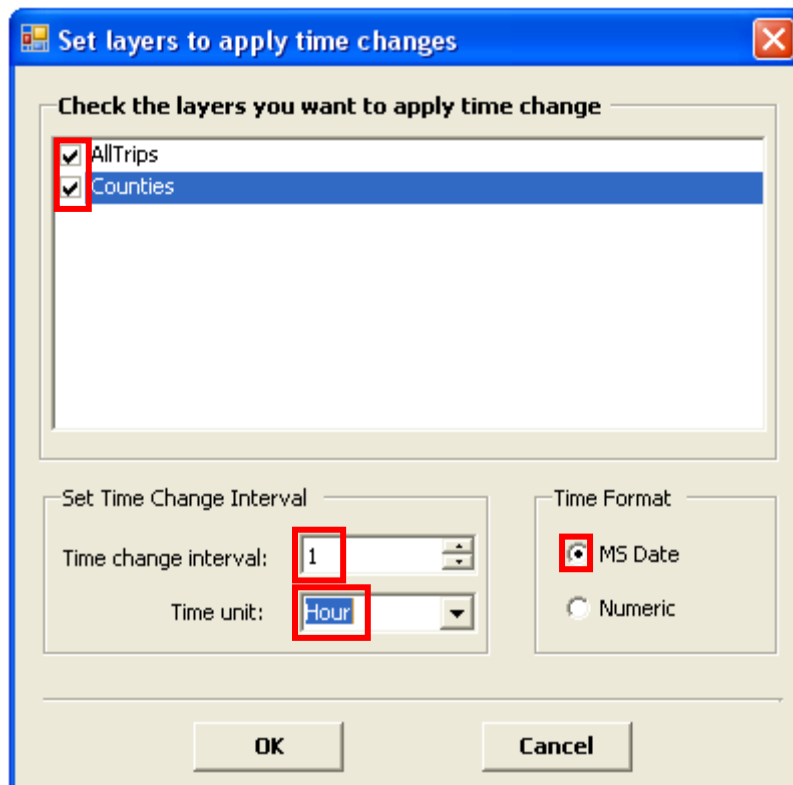 Set layers to apply time changes
Check the layers you want to apply time change
AllTrips
Counties
Set Time Change Interval
Time change interval: 1
Time unit: Hour
Time Format
MS Date
Numeric
OK Cancel